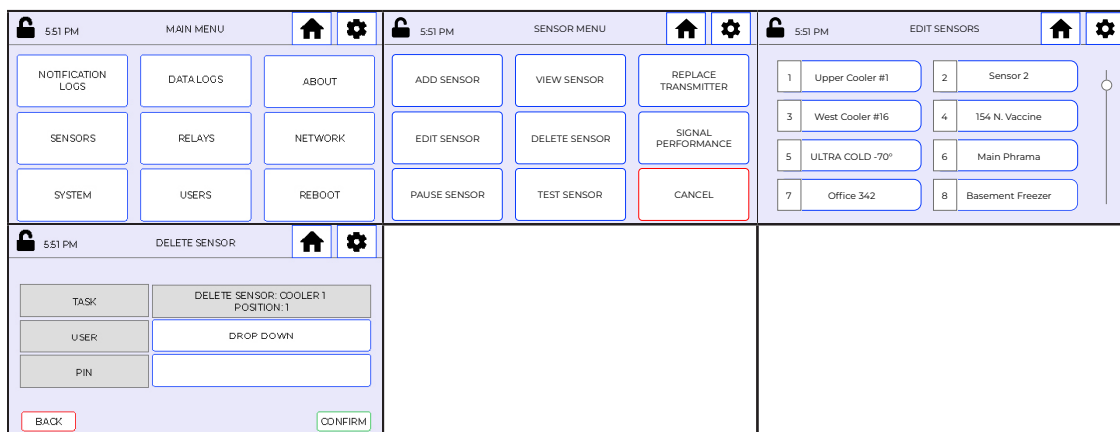 5:51 PM
MAIN MENU
NOTIFICATION
LOGS
DATA LOGS
ABOUT
SENSORS
RELAYS
NETWORK
SYSTEM
USERS
REBOOT
5:51 PM
SENSOR MENU
ADD SENSOR
VIEW SENSOR
REPLACE
TRANSMITTER
EDIT SENSOR
DELETE SENSOR
SIGNAL
PERFORMANCE
PAUSE SENSOR
TEST SENSOR
CANCEL
5:51 PM
EDIT SENSORS
1 Upper Cooler #1
2 Sensor 2
3 West Cooler #16
4 154 N. Vaccine
5 ULTRA COLD -70°
6 Main Phrama
7 Office 342
8 Basement Freezer
5:51 PM
DELETE SENSOR
TASK
DELETE SENSOR: COOLER 1
POSITION: 1
USER
DROP DOWN
PIN
BACK
CONFIRM